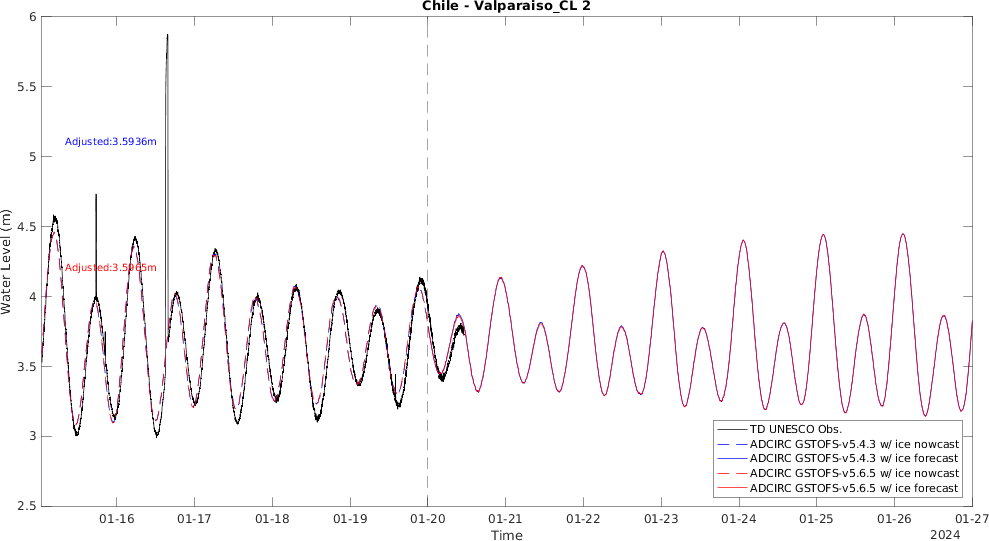 Chile - Valparaiso_CL 2
6
5.5
5
4.5
4
3.5
3
2.5
Water Level (m)
Adjusted:3.5936m
Adjusted:3.5965m
TD UNESCO Obs.
ADCIRC GSTOFS-v5.4.3 w/ ice nowcast
ADCIRC GSTOFS-v5.4.3 w/ ice forecast
ADCIRC GSTOFS-v5.6.5 w/ ice nowcast
ADCIRC GSTOFS-v5.6.5 w/ ice forecast
01-16 01-17 01-18 01-19 01-20 01-21 01-22 01-23 01-24 01-25 01-26 01-27
Time
2024